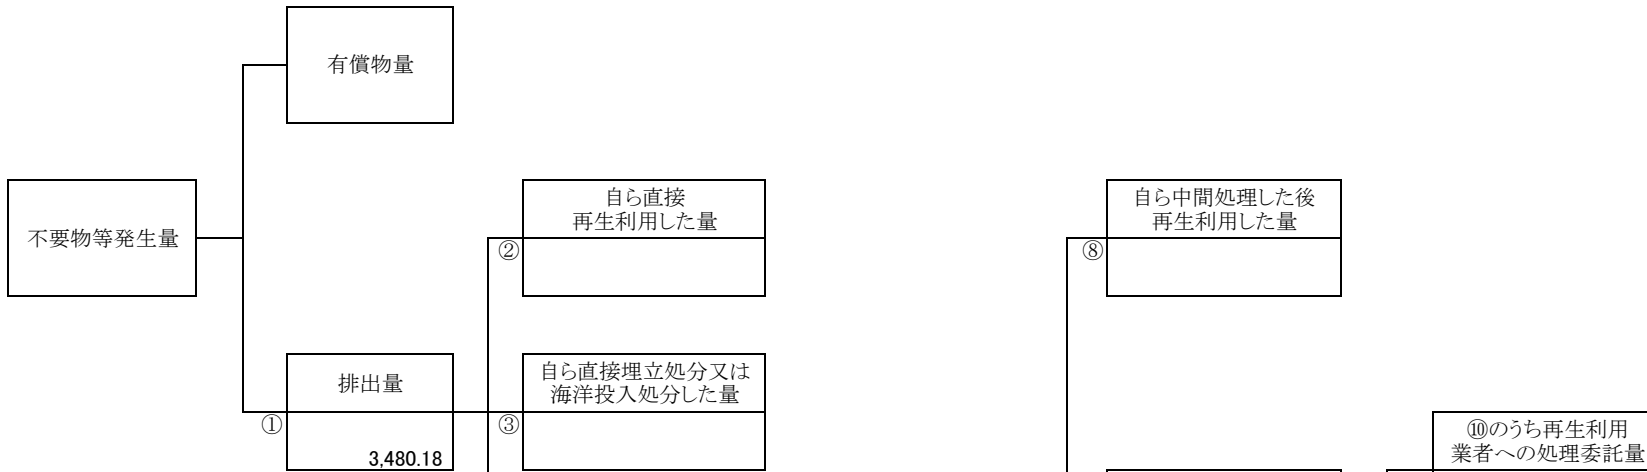 有償物量
不要物等発生量
自ら直接
再生利用した量
②
自ら中間処理した後
再生利用した量
⑧
排出量
①
3,480.18
自ら直接埋立処分又は
海洋投入処分した量
③
⑩のうち再生利用
業者への処理委託量